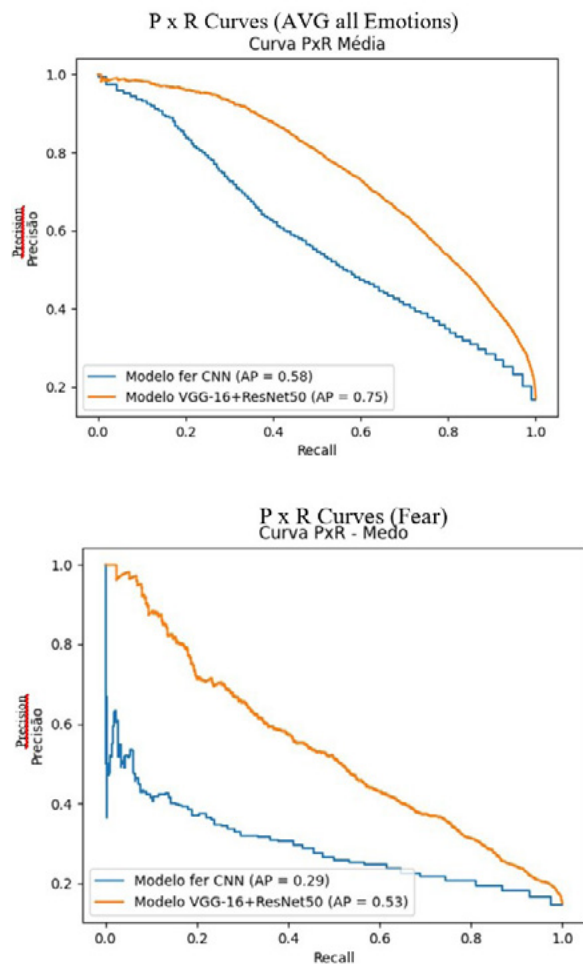 P x R Curves (AVG all Emotions)
Curva PxR Média
1.0
0.8
0.6
0.4
0.2
Precision
Precisão
Modelo fer CNN (AP = 0.58)
Modelo VGG-16+ResNet50 (AP = 0.75)
0.0 0.2 0.4 0.6 0.8 1.0
Recall
P x R Curves (Fear)
Curva PxR - Medo
1.0
0.8
0.6
0.4
0.2
Precision
Precisão
Modelo fer CNN (AP = 0.29)
Modelo VGG-16+ResNet50 (AP = 0.53)
0.0 0.2 0.4 0.6 0.8 1.0
Recall